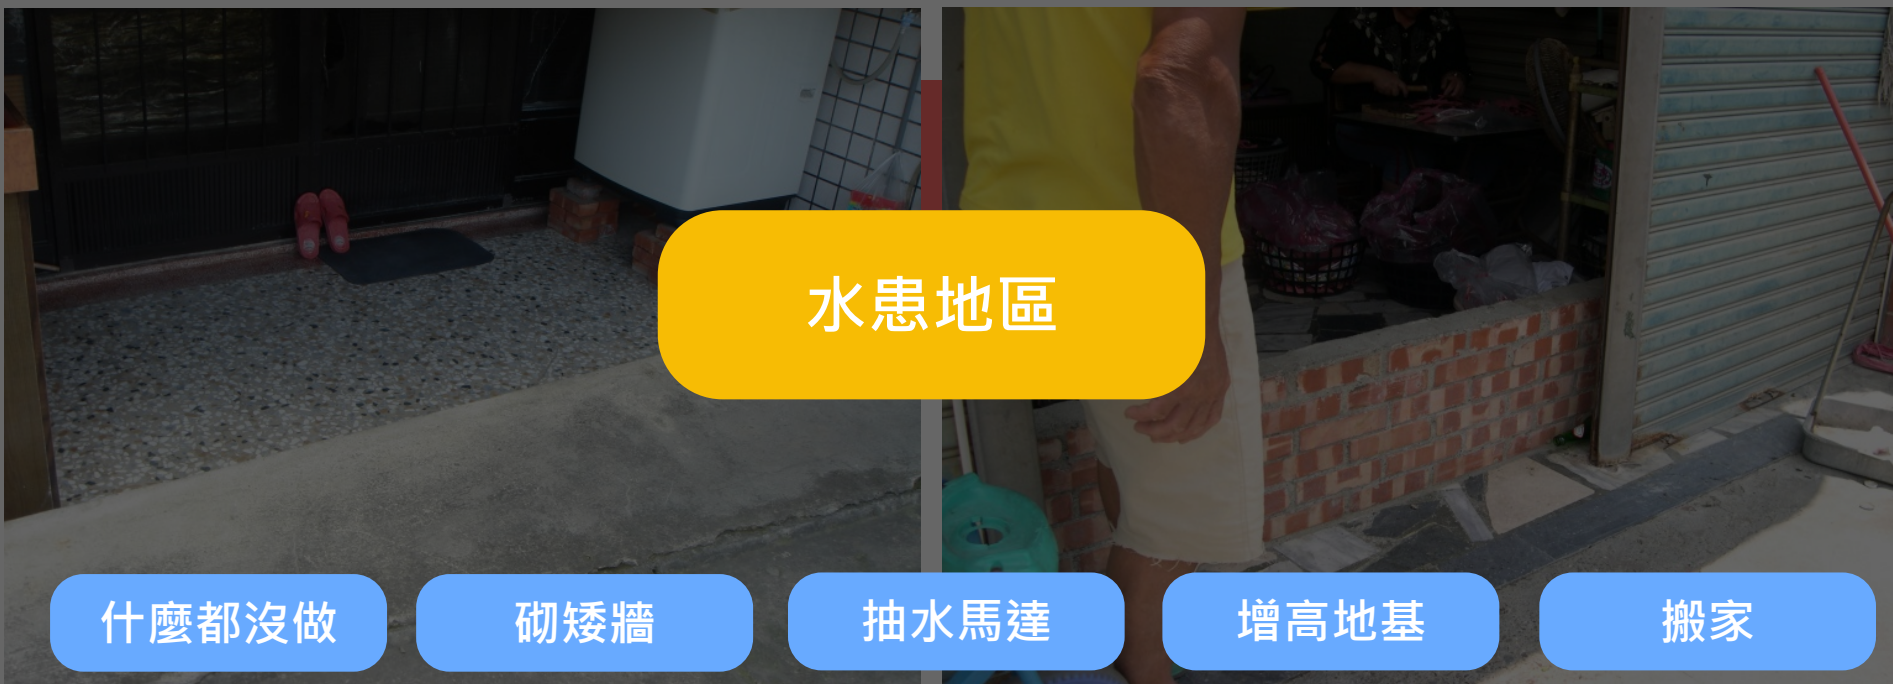 水患地區
什麼都沒做
砌矮牆
抽水馬達
增高地基
搬家